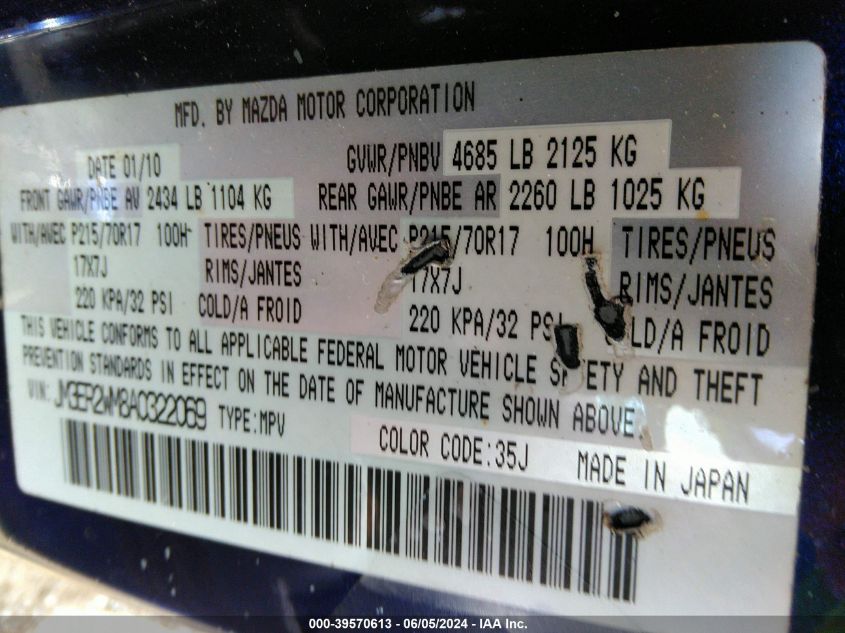 MFD. BY MAZDA MOTOR CORPORATION
DATE 01/10 GVWR/PNBV 4685 LB 2125 KG
FRONT GAWR/PNBE AV 2434 LB 1104 KG REAR GAWR/PNBE AR 2260 LB 1025 KG
WITH/AVEC P215/70R17 100H TIRES/PNEUS WITH/AVEC P215/70R17 100H TIRES/PNEUS
17X7J RIMS/JANTES 17X7J RIMS/JANTES
220 KPA/32 PSI COLD/A FROID 220 KPA/32 PSI COLD/A FROID
THIS VEHICLE CONFORMS TO ALL APPLICABLE FEDERAL MOTOR VEHICLE SAFETY AND THEFT
PREVENTION STANDARDS IN EFFECT ON THE DATE OF MANUFACTURE SHOWN ABOVE.
VIN: JM3ER2WM8A0322069 TYPE:MPV
COLOR CODE:35J MADE IN JAPAN
000-39570613 - 06/05/2024 - IAA Inc.